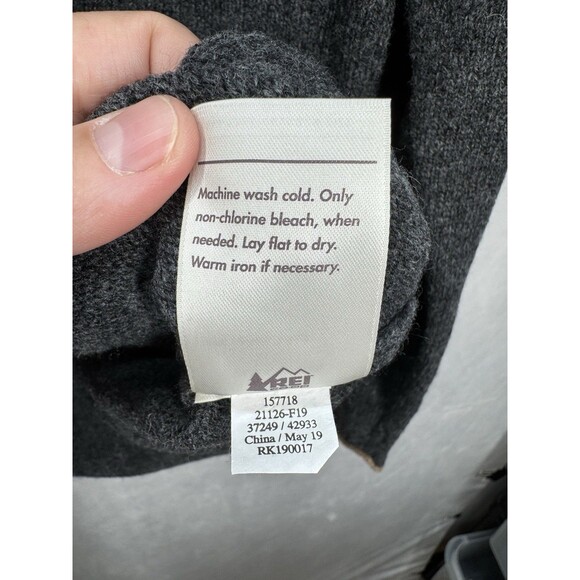 Machine wash cold. Only
non-chlorine bleach, when
needed. Lay flat to dry.
Warm iron if necessary.
REI
157718
21126-F19
37249 / 42933
China / May 19
RK190017